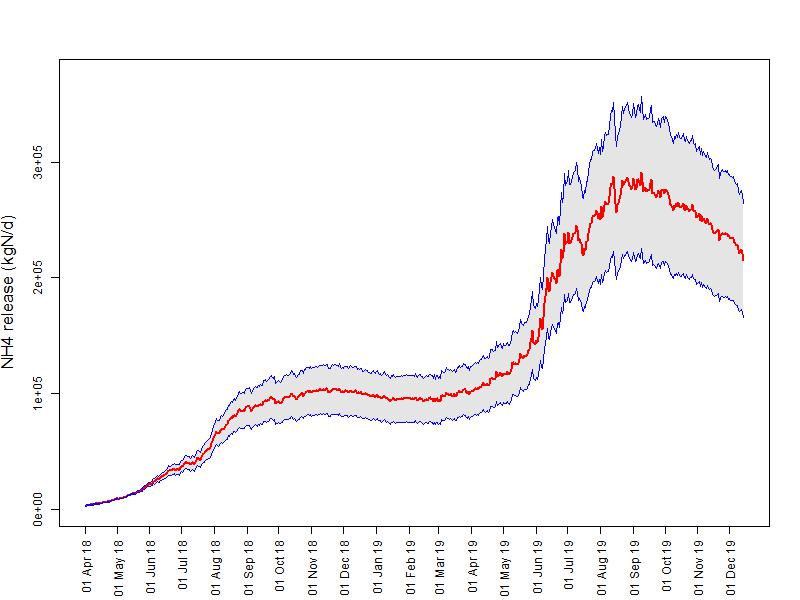 NH4 release (kgN/d)
3e+05
2e+05
1e+05
0e+00
01 Apr 18
01 May 18
01 Jun 18
01 Jul 18
01 Aug 18
01 Sep 18
01 Oct 18
01 Nov 18
01 Dec 18
01 Jan 19
01 Feb 19
01 Mar 19
01 Apr 19
01 May 19
01 Jun 19
01 Jul 19
01 Aug 19
01 Sep 19
01 Oct 19
01 Nov 19
01 Dec 19